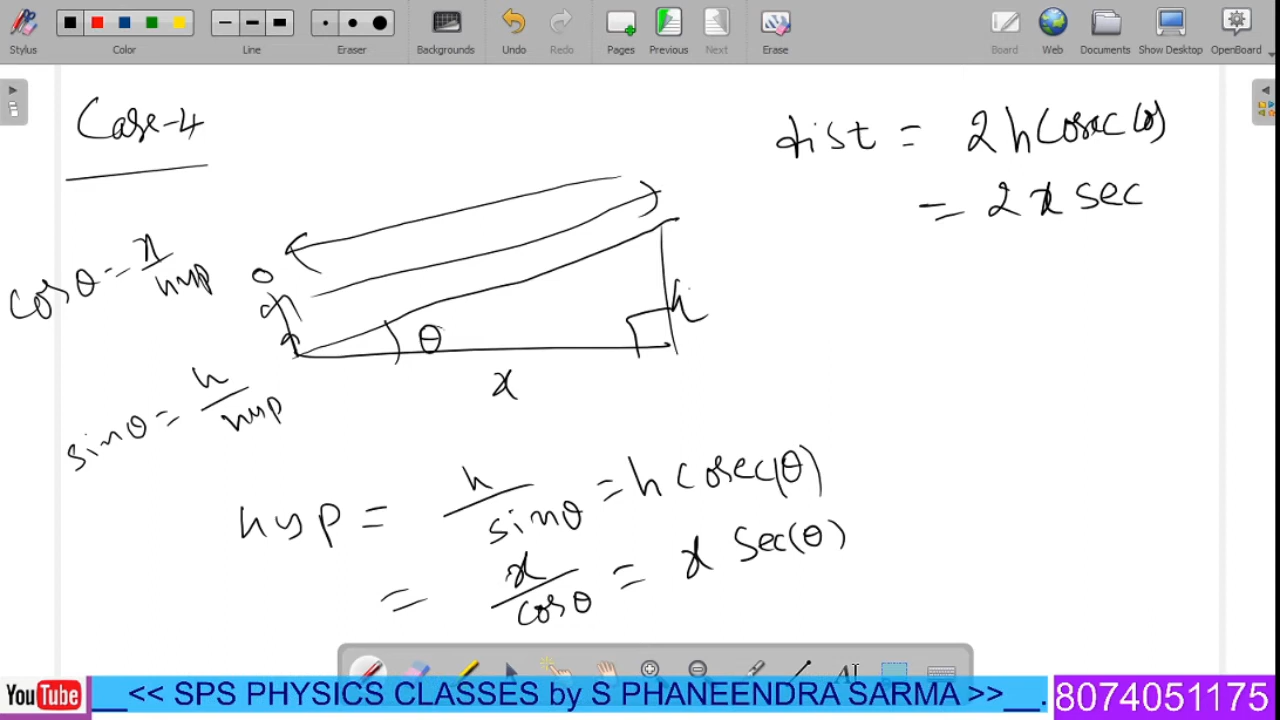 Stylus Color Line Eraser Backgrounds Undo Redo Pages Previous Next Erase Board Web Documents Show Desktop OpenBoard
Case-4
dist = 2h Cosec (θ)
= 2x sec
cosθ = x/hyp
θ
h
x
sinθ = h/hyp
hyp = h/sinθ = h cosec(θ)
= x/cosθ = x sec(θ)
YouTube << SPS PHYSICS CLASSES by S PHANEENDRA SARMA >>__. 8074051175